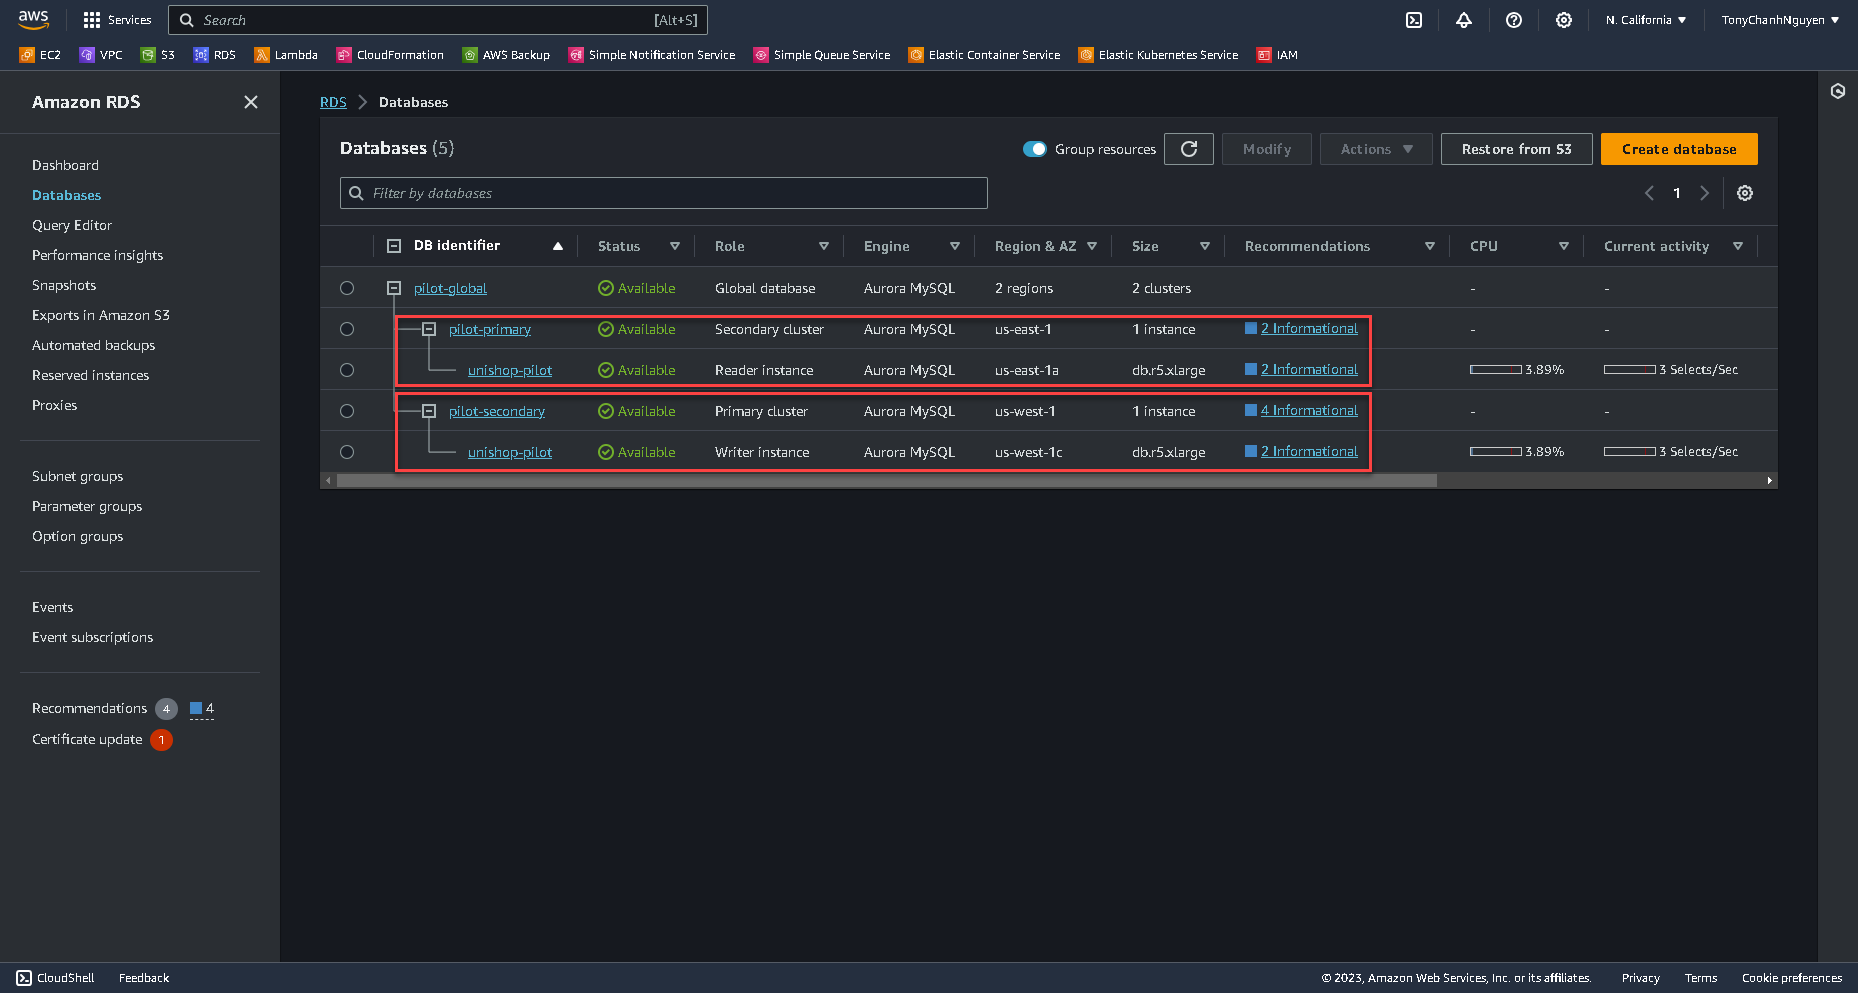 aws
Services
Search
[Alt+S]
N. California
TonyChanhNguyen
EC2
VPC
S3
RDS
Lambda
CloudFormation
AWS Backup
Simple Notification Service
Simple Queue Service
Elastic Container Service
Elastic Kubernetes Service
IAM
Amazon RDS
Dashboard
Databases
Query Editor
Performance insights
Snapshots
Exports in Amazon S3
Automated backups
Reserved instances
Proxies
Subnet groups
Parameter groups
Option groups
Events
Event subscriptions
Recommendations 4 4
Certificate update 1
RDS > Databases
Databases (5)
Group resources
Modify
Actions
Restore from S3
Create database
Filter by databases
1
DB identifier Status Role Engine Region & AZ Size Recommendations CPU Current activity
pilot-global Available Global database Aurora MySQL 2 regions 2 clusters - -
pilot-primary Available Secondary cluster Aurora MySQL us-east-1 1 instance 2 Informational - -
unishop-pilot Available Reader instance Aurora MySQL us-east-1a db.r5.xlarge 2 Informational 3.89% 3 Selects/Sec
pilot-secondary Available Primary cluster Aurora MySQL us-west-1 1 instance 4 Informational - -
unishop-pilot Available Writer instance Aurora MySQL us-west-1c db.r5.xlarge 2 Informational 3.89% 3 Selects/Sec
CloudShell
Feedback
© 2023, Amazon Web Services, Inc. or its affiliates.
Privacy
Terms
Cookie preferences